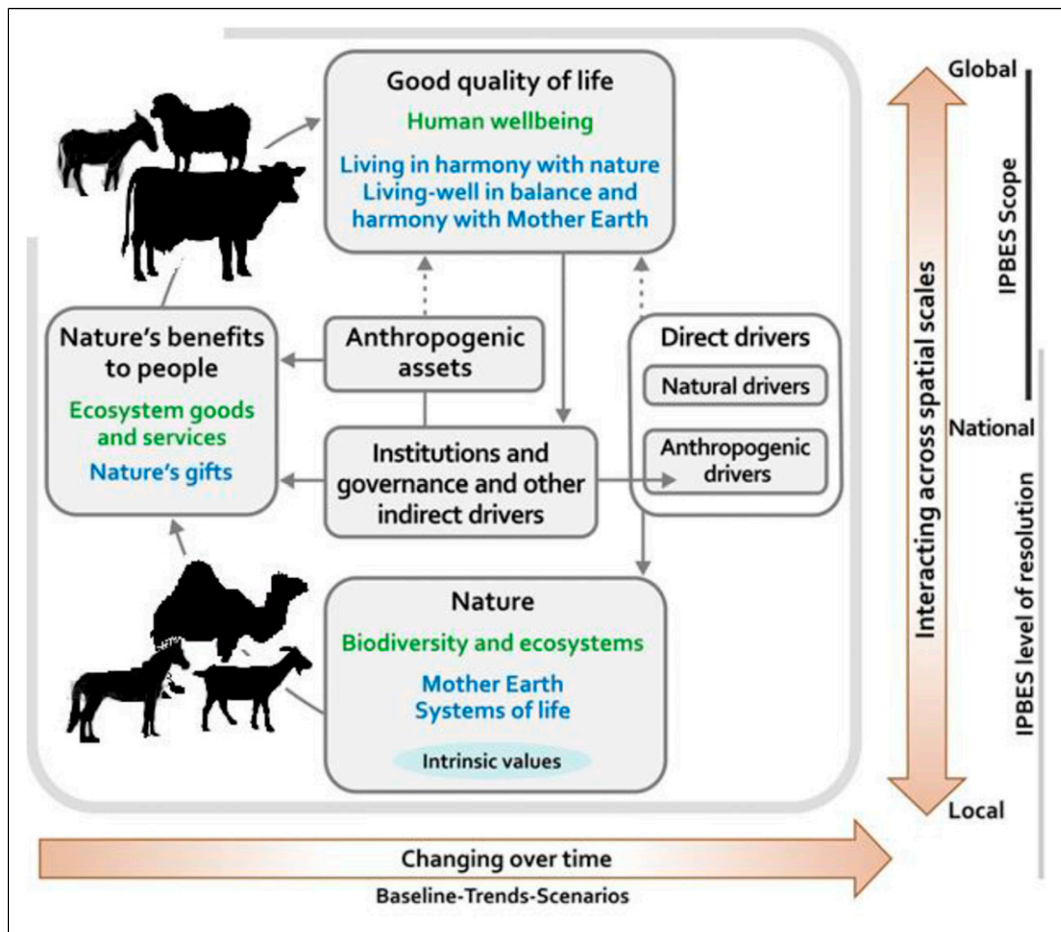 Good quality of life
Human wellbeing
Living in harmony with nature
Living-well in balance and
harmony with Mother Earth
Nature's benefits
to people
Ecosystem goods
and services
Nature's gifts
Anthropogenic
assets
Institutions and
governance and other
indirect drivers
Direct drivers
Natural drivers
Anthropogenic
drivers
Nature
Biodiversity and ecosystems
Mother Earth
Systems of life
Intrinsic values
Changing over time
Baseline-Trends-Scenarios
Interacting across spatial scales
Global
National
Local
IPBES Scope
IPBES level of resolution